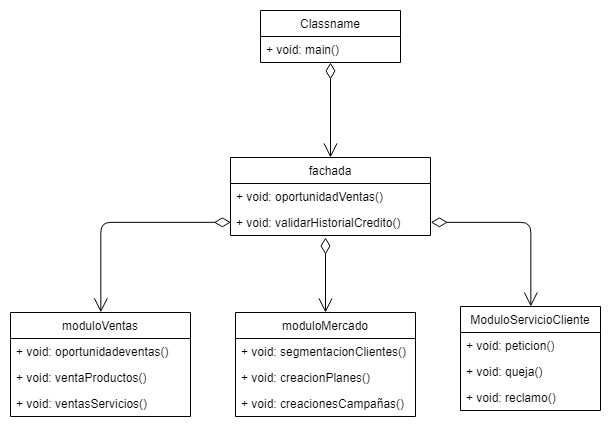 Classname
+ void: main()
fachada
+ void: oportunidadVentas()
+ void: validarHistorialCredito()
moduloVentas
+ void: oportunidadeventas()
+ void: ventaProductos()
+ void: ventasServicios()
moduloMercado
+ void: segmentacionClientes()
+ void: creacionPlanes()
+ void: creacionesCampañas()
ModuloServicioCliente
+ void: peticion()
+ void: queja()
+ void: reclamo()